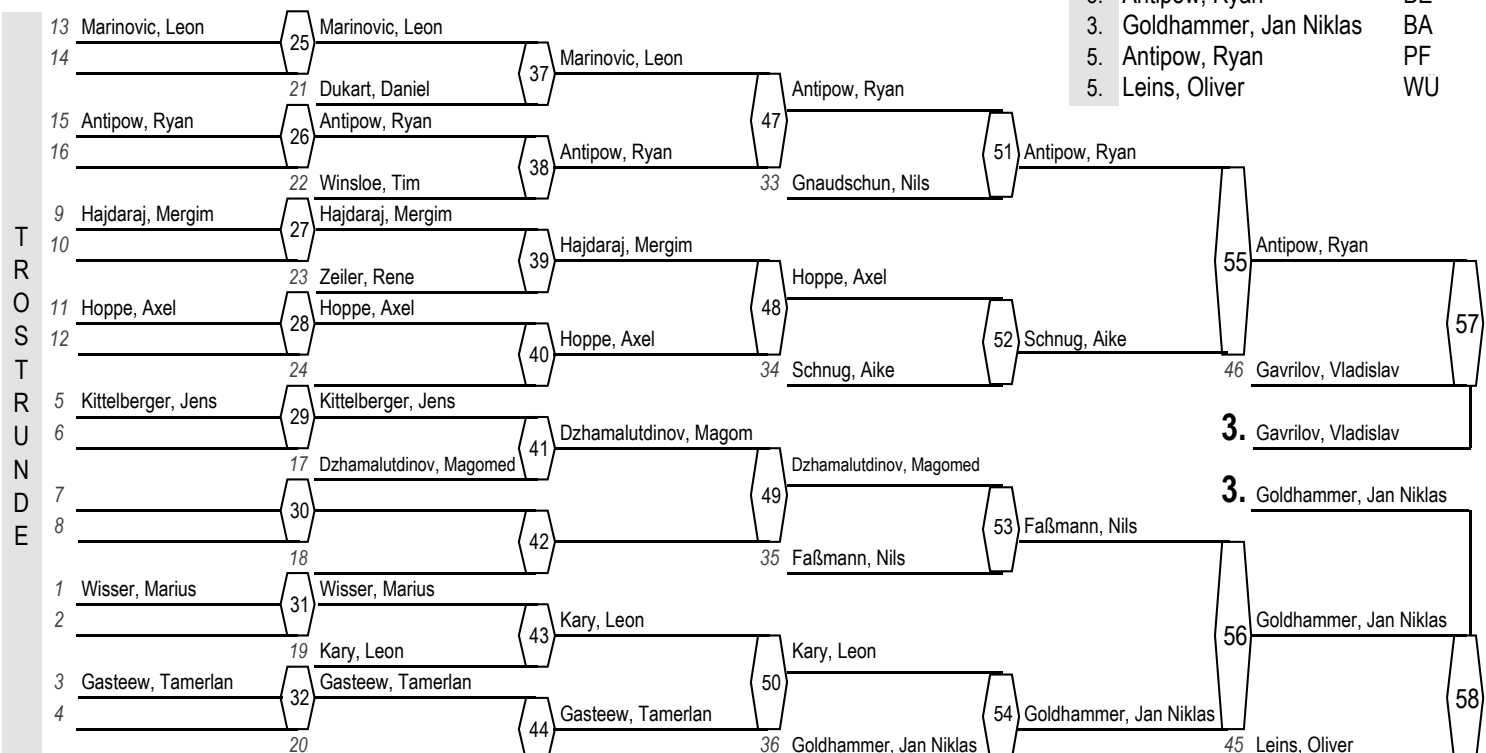 3. Goldhammer, Jan Niklas BA
5. Antipow, Ryan PF
5. Leins, Oliver WÜ
TROSTRUNDE
13 Marinovic, Leon 25 Marinovic, Leon
14
37 Marinovic, Leon
21 Dukart, Daniel
47 Antipow, Ryan
15 Antipow, Ryan 26 Antipow, Ryan
16
38 Antipow, Ryan
51 Antipow, Ryan
22 Winsloe, Tim
33 Gnaudschun, Nils
9 Hajdaraj, Mergim 27 Hajdaraj, Mergim
10
39 Hajdaraj, Mergim
55 Antipow, Ryan
23 Zeiler, Rene
48 Hoppe, Axel
11 Hoppe, Axel 28 Hoppe, Axel
12
57
40 Hoppe, Axel
52 Schnug, Aike
24
34 Schnug, Aike
46 Gavrilov, Vladislav
5 Kittelberger, Jens 29 Kittelberger, Jens
6
41 Dzhamalutdinov, Magom
3. Gavrilov, Vladislav
17 Dzhamalutdinov, Magomed
49 Dzhamalutdinov, Magomed
7
30
8
3. Goldhammer, Jan Niklas
42
53 Faßmann, Nils
18
35 Faßmann, Nils
1 Wisser, Marius 31 Wisser, Marius
2
43 Kary, Leon
56 Goldhammer, Jan Niklas
19 Kary, Leon
50 Kary, Leon
3 Gasteew, Tamerlan 32 Gasteew, Tamerlan
4
58
44 Gasteew, Tamerlan
54 Goldhammer, Jan Niklas
20
36 Goldhammer, Jan Niklas
45 Leins, Oliver